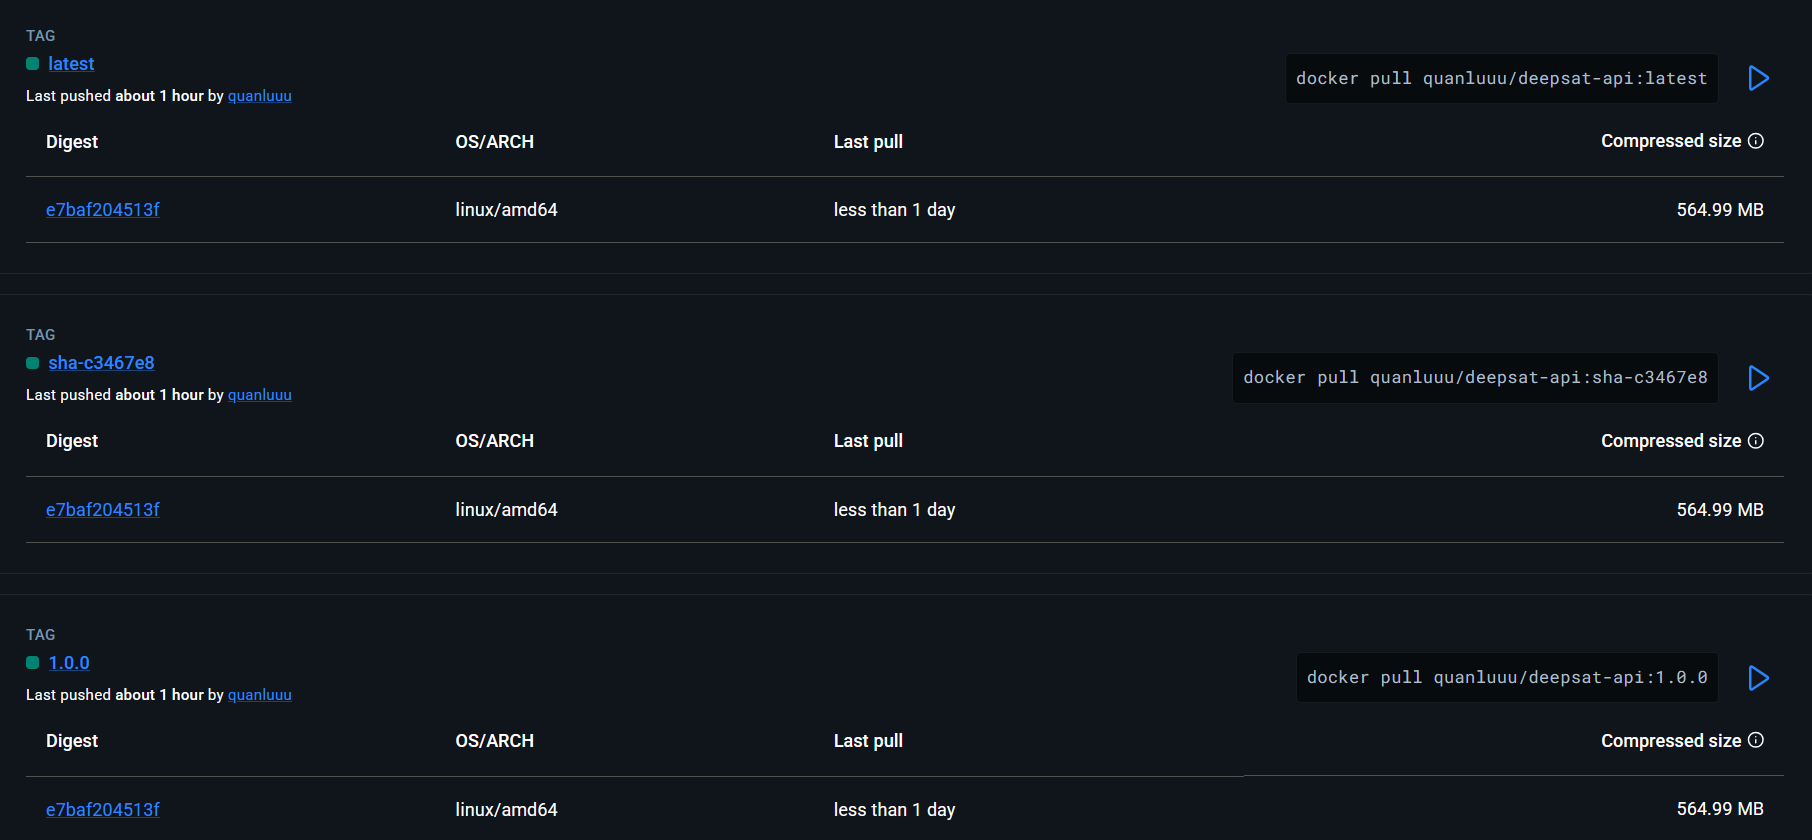 TAG
latest
docker pull quanluuu/deepsat-api:latest
Last pushed about 1 hour by quanluuu
Digest OS/ARCH Last pull Compressed size
e7baf204513f linux/amd64 less than 1 day 564.99 MB
TAG
sha-c3467e8
docker pull quanluuu/deepsat-api:sha-c3467e8
Last pushed about 1 hour by quanluuu
Digest OS/ARCH Last pull Compressed size
e7baf204513f linux/amd64 less than 1 day 564.99 MB
TAG
1.0.0
docker pull quanluuu/deepsat-api:1.0.0
Last pushed about 1 hour by quanluuu
Digest OS/ARCH Last pull Compressed size
e7baf204513f linux/amd64 less than 1 day 564.99 MB